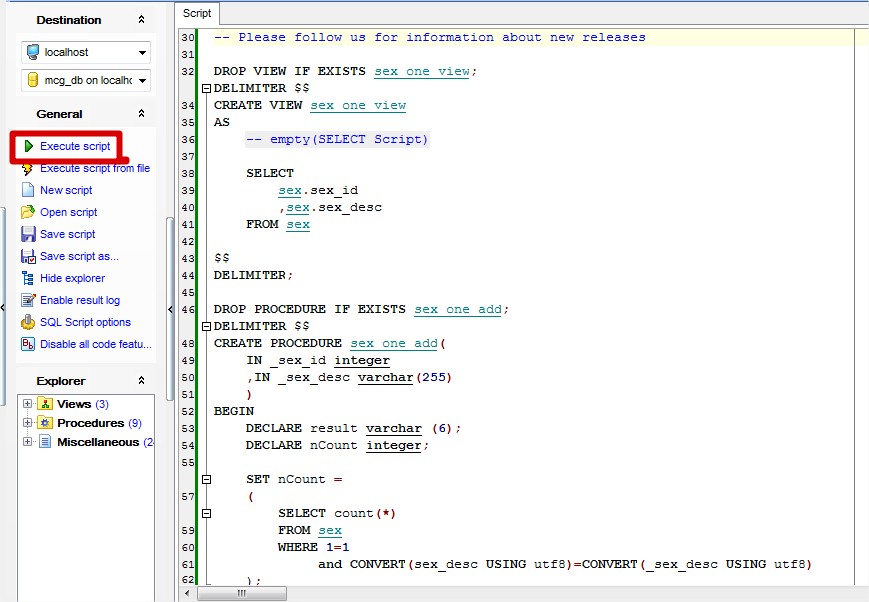 Destination
localhost
mcg_db on localhc
General
Execute script
Execute script from file
New script
Open script
Save script
Save script as...
Hide explorer
Enable result log
SQL Script options
Disable all code featu...
Explorer
Views (3)
Procedures (9)
Miscellaneous (2
Script
30 -- Please follow us for information about new releases
31
32 DROP VIEW IF EXISTS sex_one_view;
DELIMITER $$
34 CREATE VIEW sex_one_view
35 AS
36 -- empty(SELECT Script)
37
38 SELECT
39 sex.sex_id
40 ,sex.sex_desc
41 FROM sex
42
43 $$
44 DELIMITER;
45
46 DROP PROCEDURE IF EXISTS sex_one_add;
DELIMITER $$
48 CREATE PROCEDURE sex_one_add(
49 IN _sex_id integer
50 ,IN _sex_desc varchar(255)
51 )
52 BEGIN
53 DECLARE result varchar (6);
54 DECLARE nCount integer;
55
SET nCount =
57 (
SELECT count(*)
59 FROM sex
60 WHERE 1=1
61 and CONVERT(sex_desc USING utf8)=CONVERT(_sex_desc USING utf8)
62 );